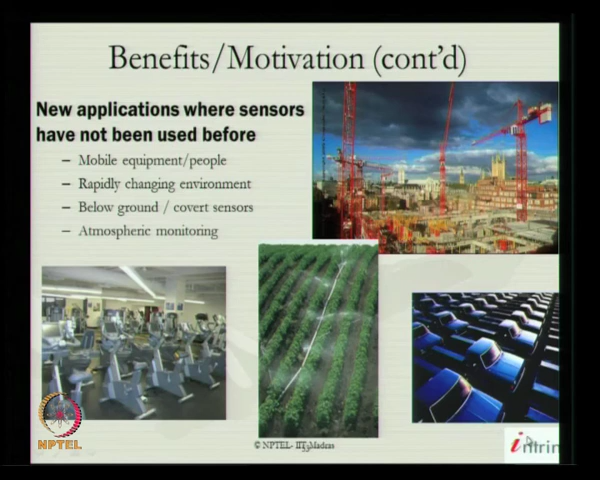 Benefits/Motivation (cont'd)
New applications where sensors
have not been used before
– Mobile equipment/people
– Rapidly changing environment
– Below ground / covert sensors
– Atmospheric monitoring
NPTEL
© NPTEL- IIT Madras
intrin